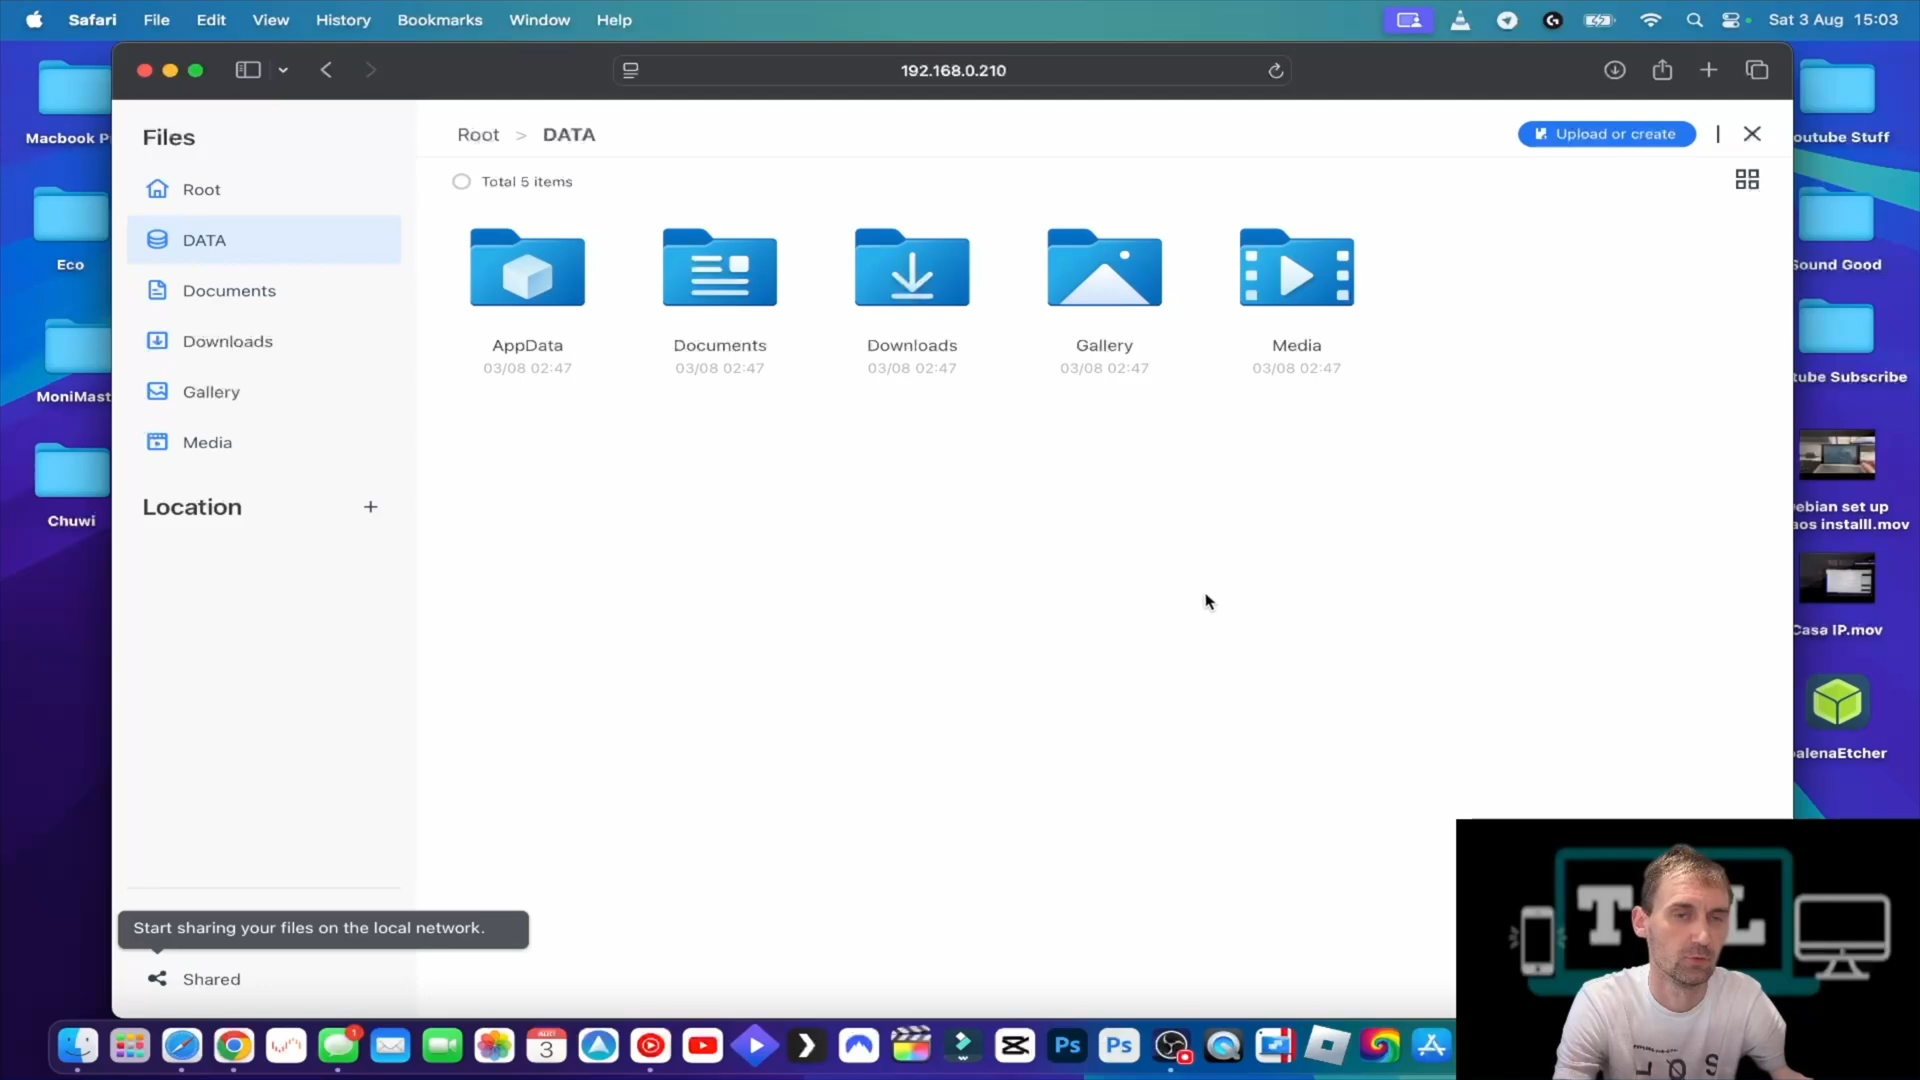 Safari File Edit View History Bookmarks Window Help
Sat 3 Aug 15:03
192.168.0.210
Files
Root
DATA
Documents
Downloads
Gallery
Media
Location
+
Start sharing your files on the local network.
Shared
Root > DATA
Upload or create
Total 5 items
AppData
03/08 02:47
Documents
03/08 02:47
Downloads
03/08 02:47
Gallery
03/08 02:47
Media
03/08 02:47
Macbook P
Eco
MoniMast
Chuwi
outube Stuff
Sound Good
tube Subscribe
ebian set up
aos installl.mov
Casa IP.mov
alenaEtcher
1
3
Ps
Ps